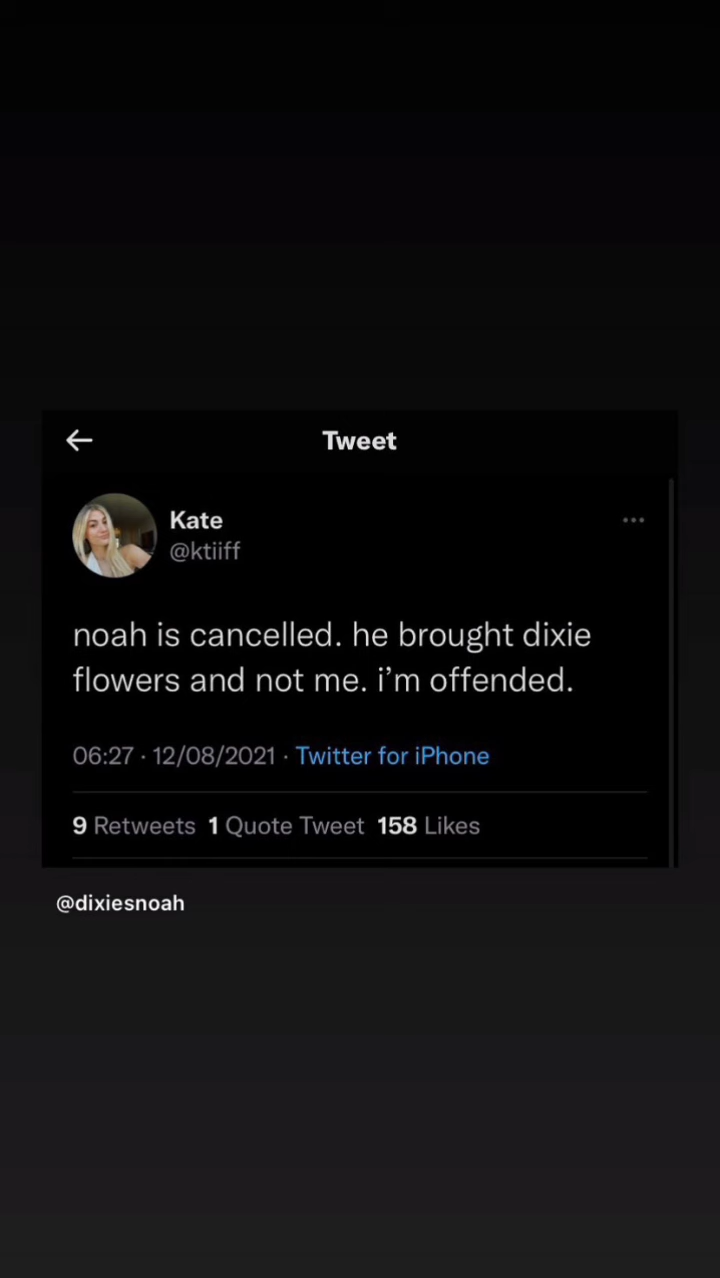 Tweet
Kate
@ktiiff
noah is cancelled. he brought dixie
flowers and not me. i’m offended.
06:27 · 12/08/2021 · Twitter for iPhone
9 Retweets 1 Quote Tweet 158 Likes
@dixiesnoah